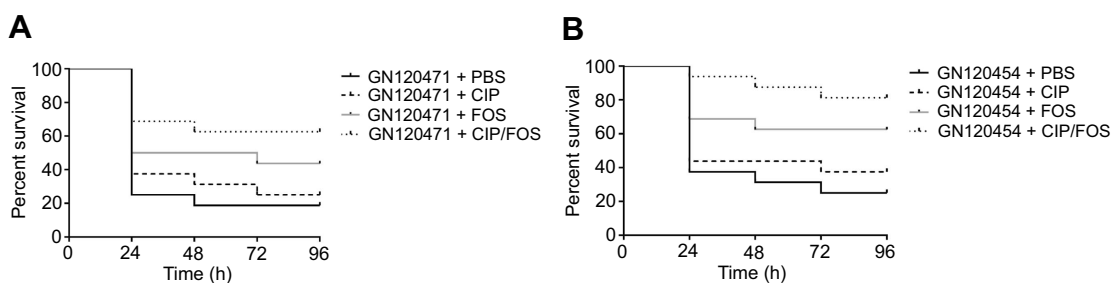 A
Percent survival
100
80
60
40
20
0
0 24 48 72 96
Time (h)
GN120471 + PBS
GN120471 + CIP
GN120471 + FOS
GN120471 + CIP/FOS
B
Percent survival
100
80
60
40
20
0
0 24 48 72 96
Time (h)
GN120454 + PBS
GN120454 + CIP
GN120454 + FOS
GN120454 + CIP/FOS